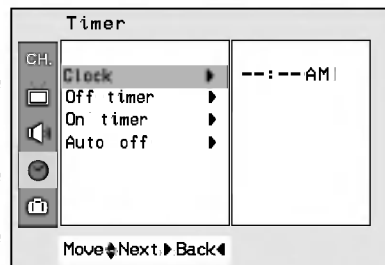 Timer
CH.
Clock ▶ --:--AM
Off timer ▶
On timer ▶
Auto off ▶
Move◆Next▶Back◀